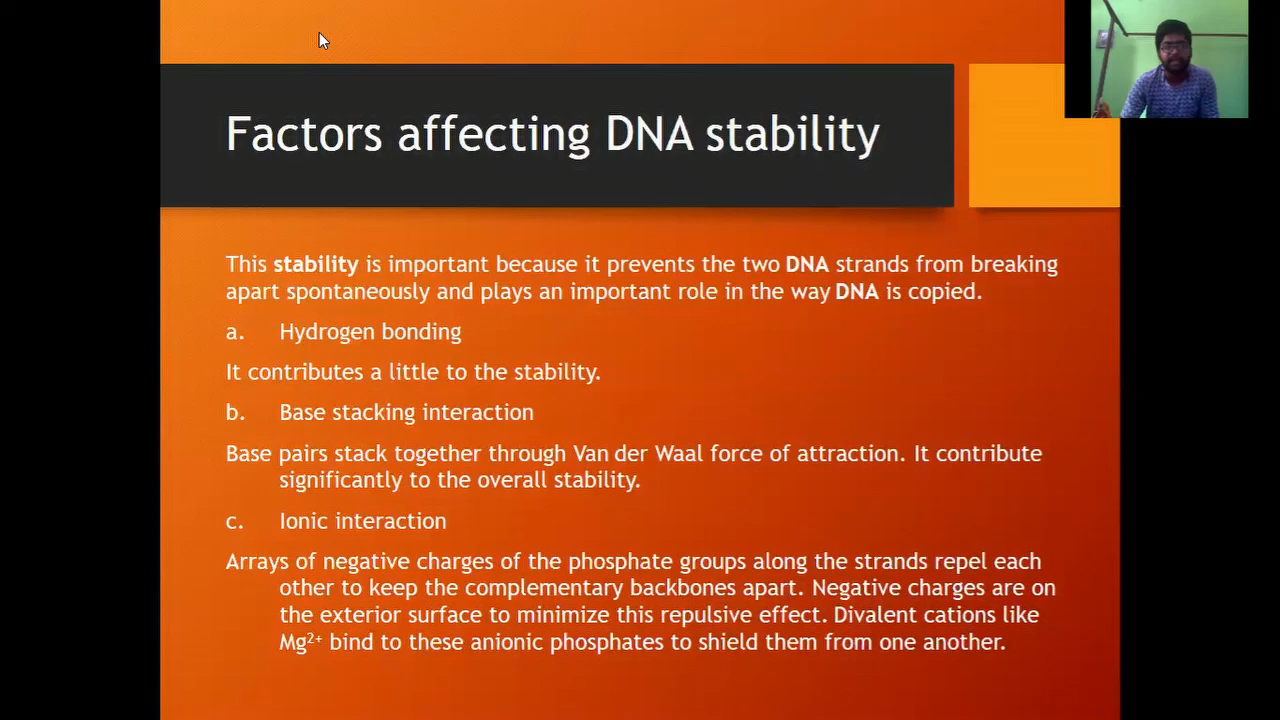 Factors affecting DNA stability
This stability is important because it prevents the two DNA strands from breaking
apart spontaneously and plays an important role in the way DNA is copied.
a. Hydrogen bonding
It contributes a little to the stability.
b. Base stacking interaction
Base pairs stack together through Van der Waal force of attraction. It contribute
significantly to the overall stability.
c. Ionic interaction
Arrays of negative charges of the phosphate groups along the strands repel each
other to keep the complementary backbones apart. Negative charges are on
the exterior surface to minimize this repulsive effect. Divalent cations like
Mg²⁺ bind to these anionic phosphates to shield them from one another.